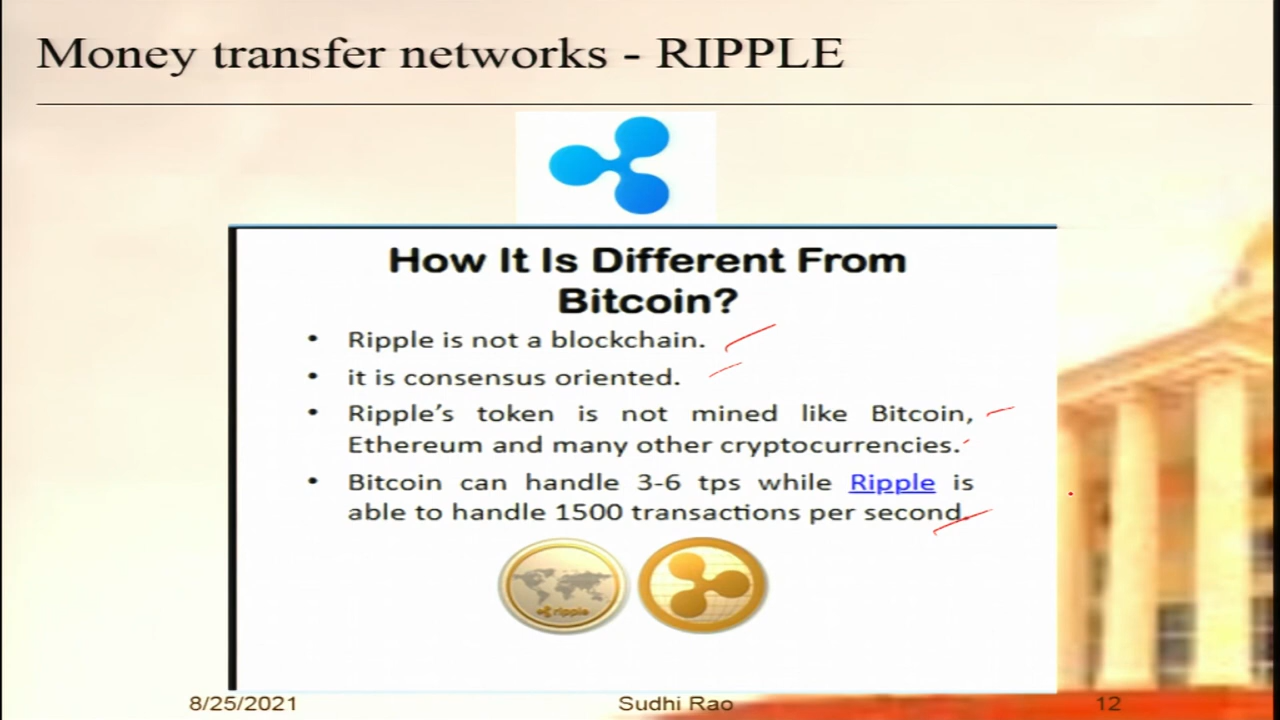 Money transfer networks - RIPPLE
How It Is Different From
Bitcoin?
• Ripple is not a blockchain.
• it is consensus oriented.
• Ripple’s token is not mined like Bitcoin,
Ethereum and many other cryptocurrencies.
• Bitcoin can handle 3-6 tps while Ripple is
able to handle 1500 transactions per second.
ripple
8/25/2021
Sudhi Rao
12